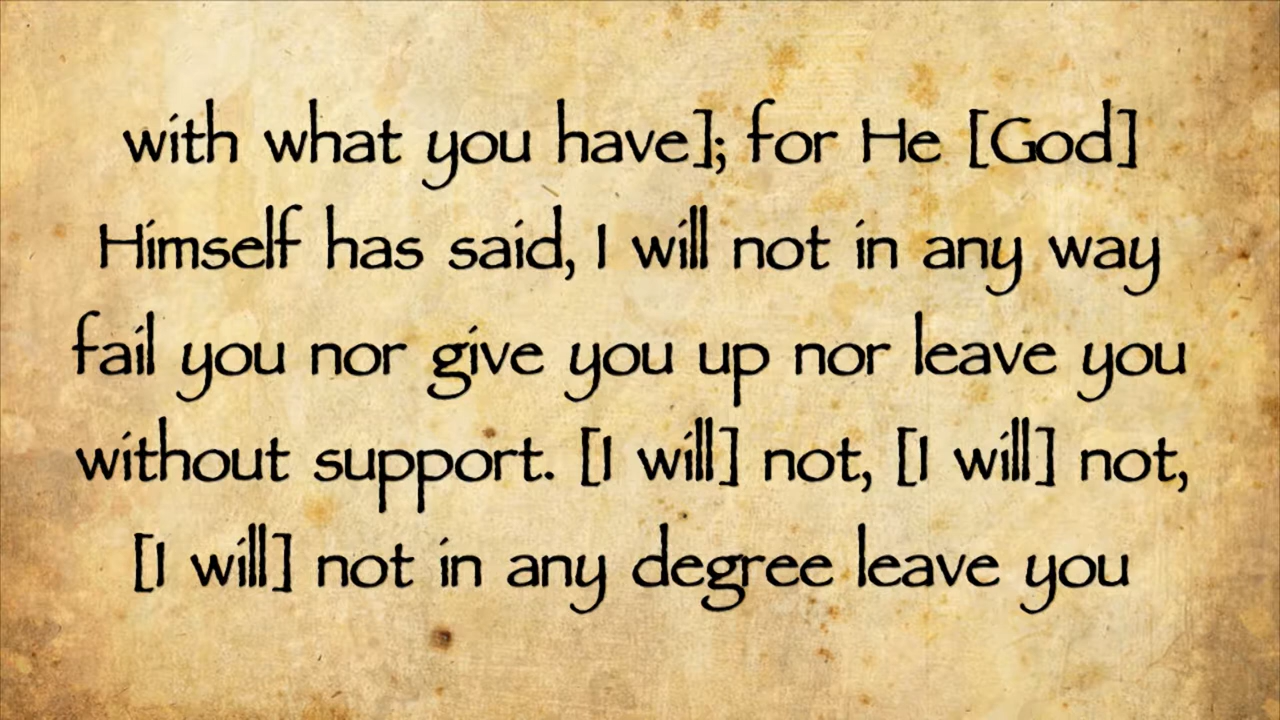 with what you have]; for He [God]
Himself has said, I will not in any way
fail you nor give you up nor leave you
without support. [I will] not, [I will] not,
[I will] not in any degree leave you